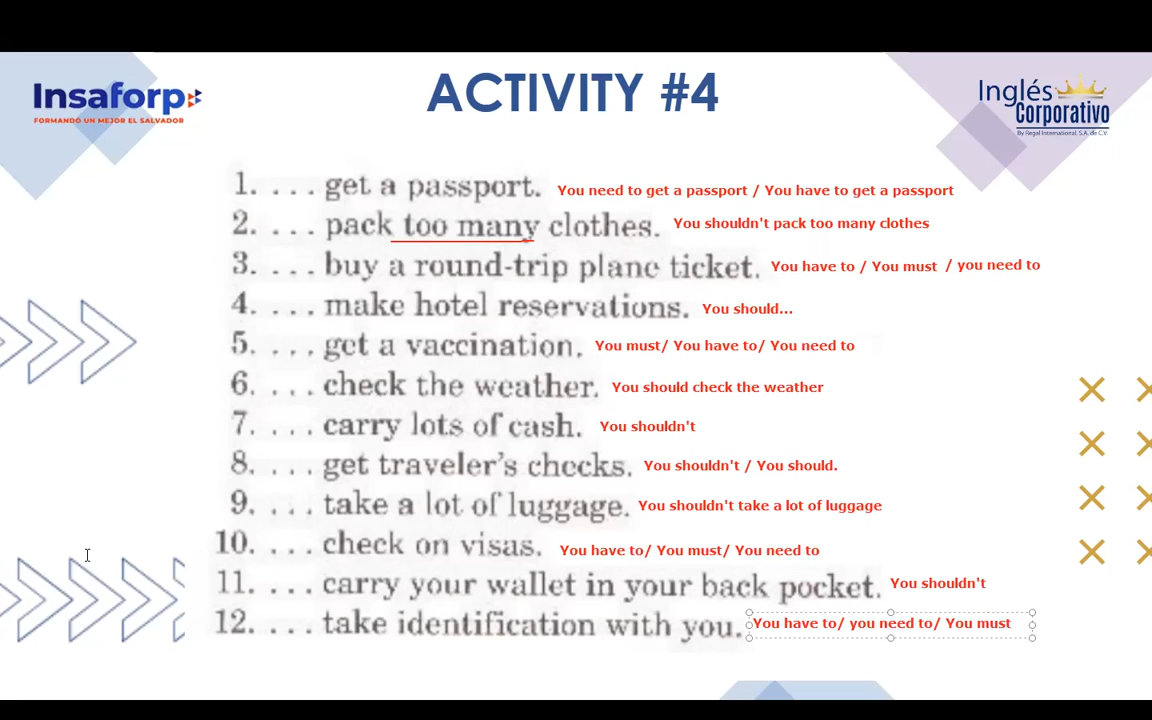 Insaforp
FORMANDO UN MEJOR EL SALVADOR
ACTIVITY #4
Inglés
Corporativo
By Regal International, S.A. de C.V.
1. . . . get a passport. You need to get a passport / You have to get a passport
2. . . . pack too many clothes. You shouldn't pack too many clothes
3. . . . buy a round-trip plane ticket. You have to / You must / you need to
4. . . . make hotel reservations. You should...
5. . . . get a vaccination. You must/ You have to/ You need to
6. . . . check the weather. You should check the weather
7. . . . carry lots of cash. You shouldn't
8. . . . get traveler's checks. You shouldn't / You should.
9. . . . take a lot of luggage. You shouldn't take a lot of luggage
10. . . . check on visas. You have to/ You must/ You need to
11. . . . carry your wallet in your back pocket. You shouldn't
12. . . . take identification with you. You have to/ you need to/ You must